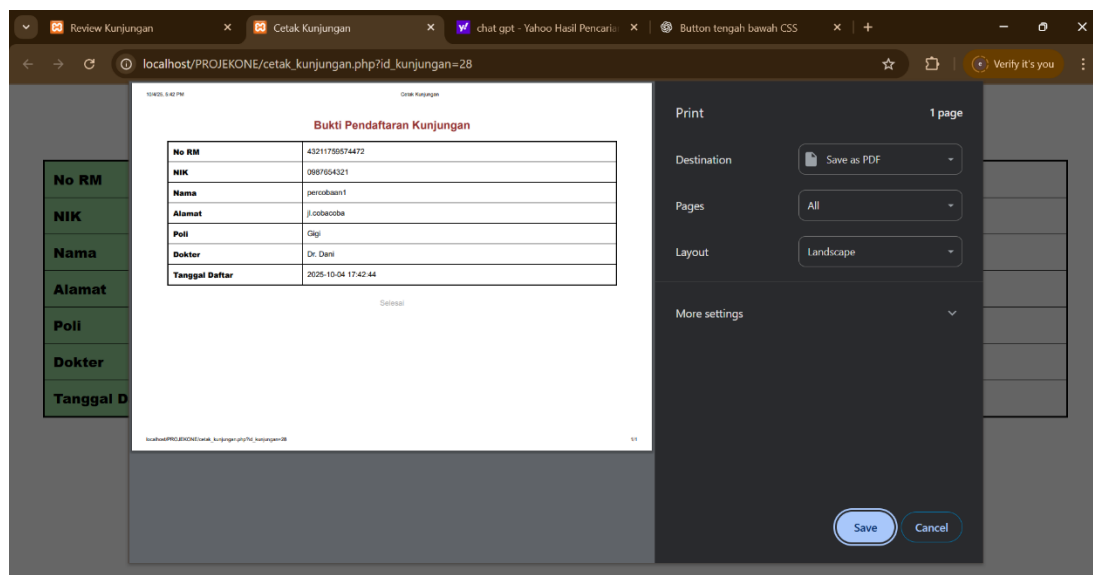 Review Kunjungan
Cetak Kunjungan
chat gpt - Yahoo Hasil Pencaria
Button tengah bawah CSS
localhost/PROJEKONE/cetak_kunjungan.php?id_kunjungan=28
Verify it's you
10/4/25, 5:42 PM Cetak Kunjungan
Bukti Pendaftaran Kunjungan
No RM 43211759574472
NIK 0987654321
Nama percobaan1
Alamat jl.cobacoba
Poli Gigi
Dokter Dr. Dani
Tanggal Daftar 2025-10-04 17:42:44
Selesai
localhost/PROJEKONE/cetak_kunjungan.php?id_kunjungan=28 1/1
No RM
NIK
Nama
Alamat
Poli
Dokter
Tanggal D
Print 1 page
Destination Save as PDF
Pages All
Layout Landscape
More settings
Save Cancel